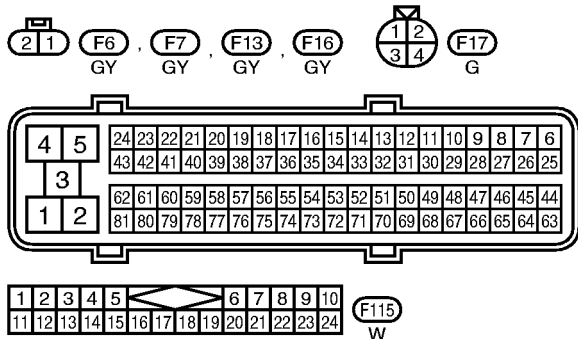 2 1 F6 , F7 , F13 , F16 1 2 F17
GY GY GY GY 3 4 G
4 5 24 23 22 21 20 19 18 17 16 15 14 13 12 11 10 9 8 7 6
43 42 41 40 39 38 37 36 35 34 33 32 31 30 29 28 27 26 25
3
62 61 60 59 58 57 56 55 54 53 52 51 50 49 48 47 46 45 44
1 2 81 80 79 78 77 76 75 74 73 72 71 70 69 68 67 66 65 64 63
1 2 3 4 5 6 7 8 9 10 F115
11 12 13 14 15 16 17 18 19 20 21 22 23 24 W